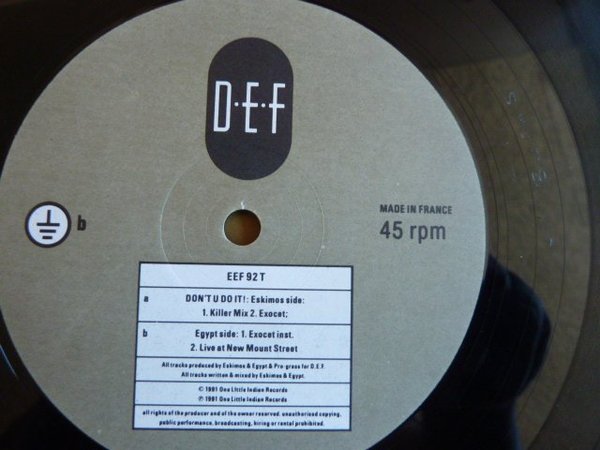 D·E·F
b
MADE IN FRANCE
45 rpm
EEF 92 T
a DON'T U DO IT!: Eskimos side:
1. Killer Mix 2. Exocet;
b Egypt side: 1. Exocet inst.
2. Live at New Mount Street
All tracks produced by Eskimos & Egypt & Pro-gress for D.E.F.
All tracks written & mixed by Eskimos & Egypt.
© 1991 One Little Indian Records
℗ 1991 One Little Indian Records
all rights of the producer and of the owner reserved. unauthorised copying,
public performance, broadcasting, hiring or rental prohibited.